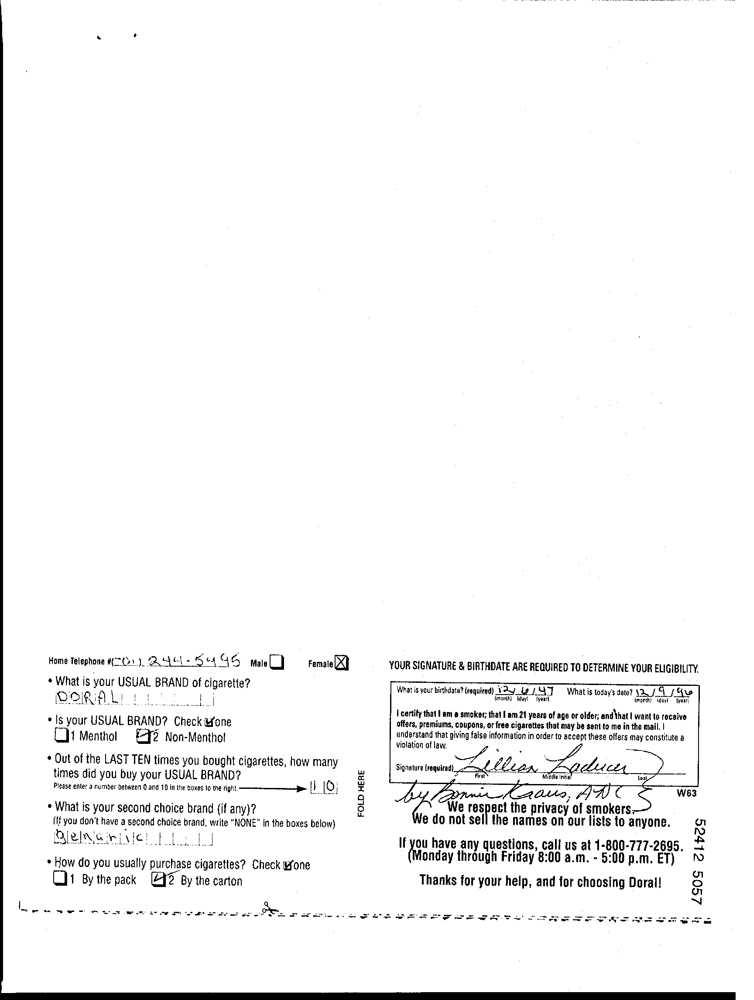 Home Telephone # (701) 244-5495 Male Female X
• What is your USUAL BRAND of cigarette?
DORAL
• Is your USUAL BRAND? Check one
1 Menthol 2 Non-Menthol
• Out of the LAST TEN times you bought cigarettes, how many
times did you buy your USUAL BRAND?
Please enter a number between 0 and 10 in the boxes to the right. 10
• What is your second choice brand (if any)?
(If you don't have a second choice brand, write "NONE" in the boxes below)
generic
• How do you usually purchase cigarettes? Check one
1 By the pack 2 By the carton
FOLD HERE
YOUR SIGNATURE & BIRTHDATE ARE REQUIRED TO DETERMINE YOUR ELIGIBILITY.
What is your birthdate? (required) 12/ 6/ 47 What is today's date? 12/ 9/ 96
(month) (day) (year) (month) (day) (year)
I certify that I am a smoker; that I am 21 years of age or older; and that I want to receive
offers, premiums, coupons, or free cigarettes that may be sent to me in the mail. I
understand that giving false information in order to accept these offers may constitute a
violation of law.
Signature (required) Lillian Laducer
First Middle Initial Last
by Bonnie Kraus, ANC
W63
We respect the privacy of smokers.
We do not sell the names on our lists to anyone.
If you have any questions, call us at 1-800-777-2695.
(Monday through Friday 8:00 a.m. - 5:00 p.m. ET)
Thanks for your help, and for choosing Doral!
52412 5057